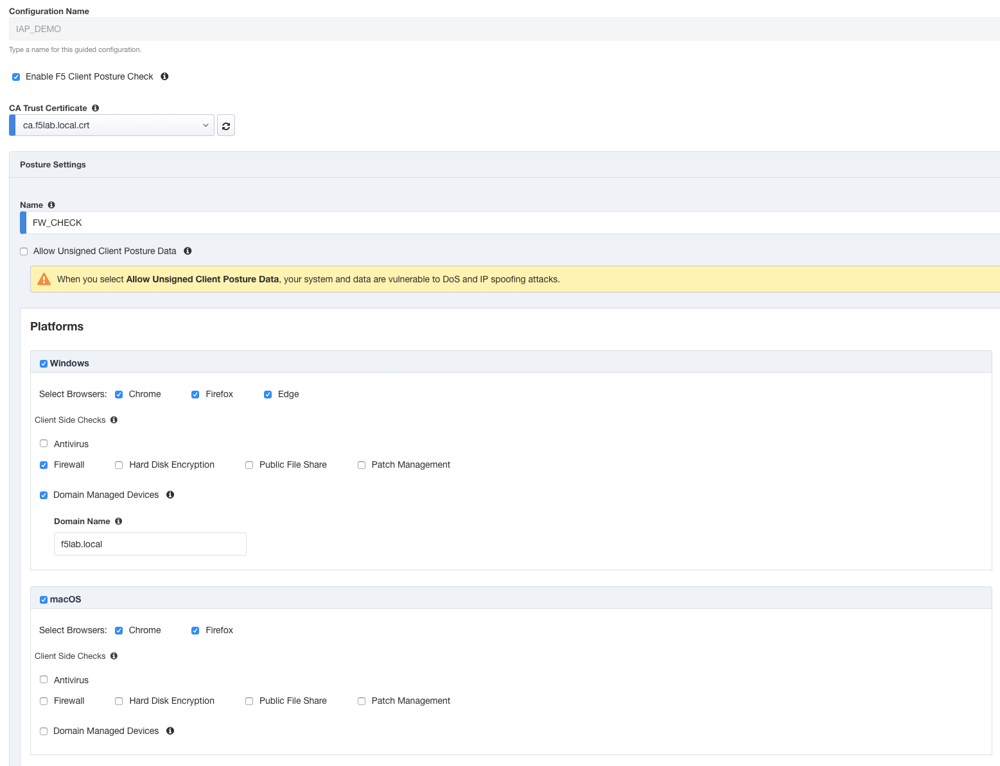 Configuration Name
IAP_DEMO
Type a name for this guided configuration.
Enable F5 Client Posture Check
CA Trust Certificate
ca.f5lab.local.crt
Posture Settings
Name
FW_CHECK
Allow Unsigned Client Posture Data
When you select Allow Unsigned Client Posture Data, your system and data are vulnerable to DoS and IP spoofing attacks.
Platforms
Windows
Select Browsers: Chrome Firefox Edge
Client Side Checks
Antivirus
Firewall Hard Disk Encryption Public File Share Patch Management
Domain Managed Devices
Domain Name
f5lab.local
macOS
Select Browsers: Chrome Firefox
Client Side Checks
Antivirus
Firewall Hard Disk Encryption Public File Share Patch Management
Domain Managed Devices